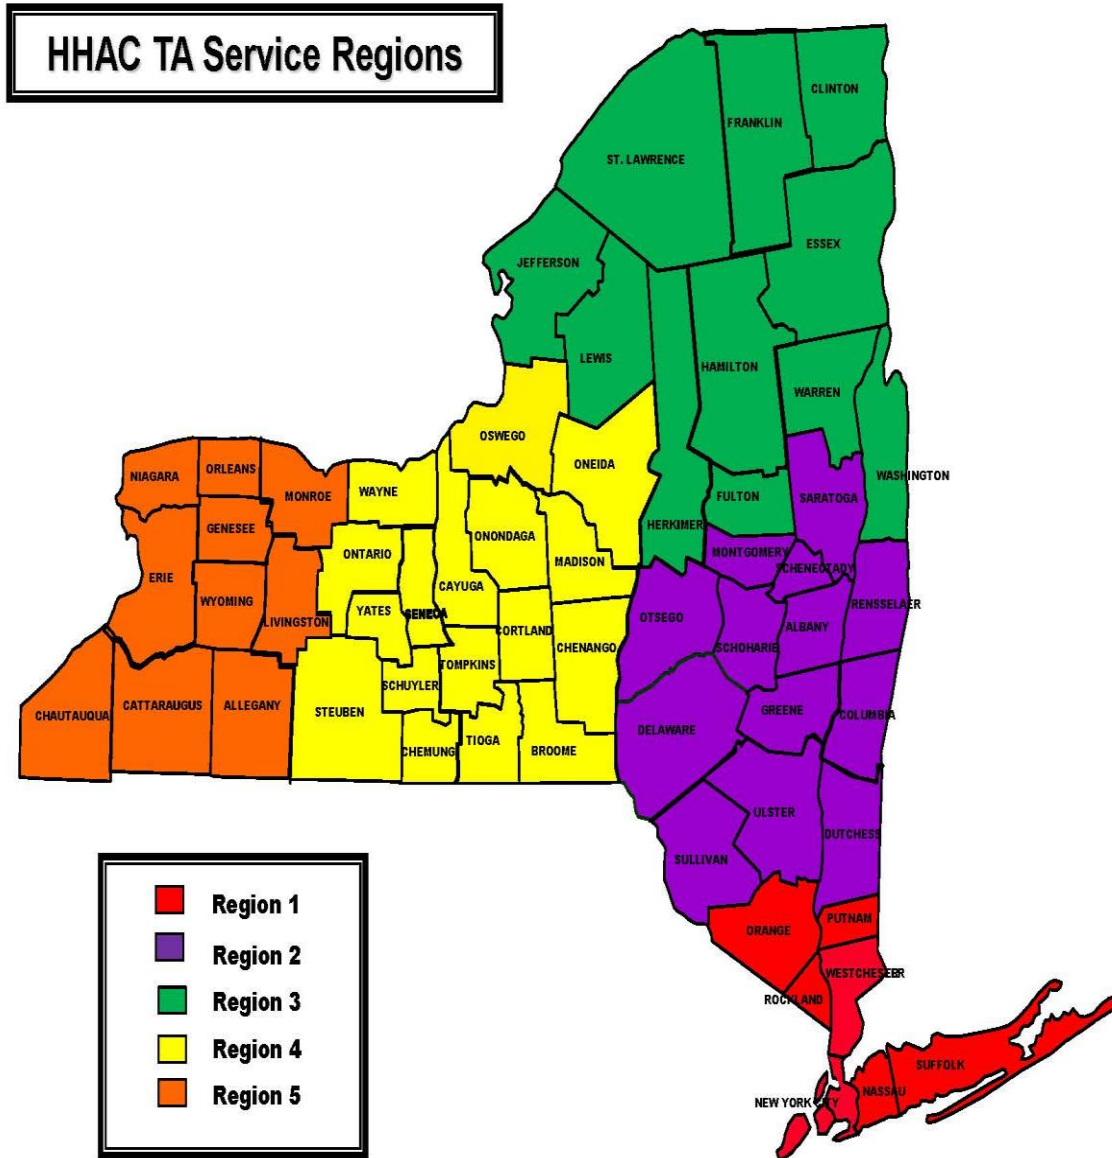 HHAC TA Service Regions
CLINTON
FRANKLIN
ST. LAWRENCE
ESSEX
JEFFERSON
LEWIS
HAMILTON
WARREN
OSWEGO
ONEIDA
WASHINGTON
NIAGARA
ORLEANS
MONROE
WAYNE
FULTON
SARATOGA
HERKIMER
GENESEE
ONONDAGA
MADISON
MONTGOMERY
ONTARIO
SCHENECTADY
ERIE
CAYUGA
WYOMING
YATES
SENECA
RENSSELAER
LIVINGSTON
CORTLAND
OTSEGO
ALBANY
CHENANGO
SCHOHARIE
TOMPKINS
SCHUYLER
CHAUTAUQUA
CATTARAUGUS
ALLEGANY
STEUBEN
GREENE
COLUMBIA
DELAWARE
CHEMUNG
TIOGA
BROOME
ULSTER
DUTCHESS
SULLIVAN
PUTNAM
ORANGE
WESTCHESTER
ROCKLAND
SUFFOLK
NASSAU
NEW YORK CITY
Region 1
Region 2
Region 3
Region 4
Region 5